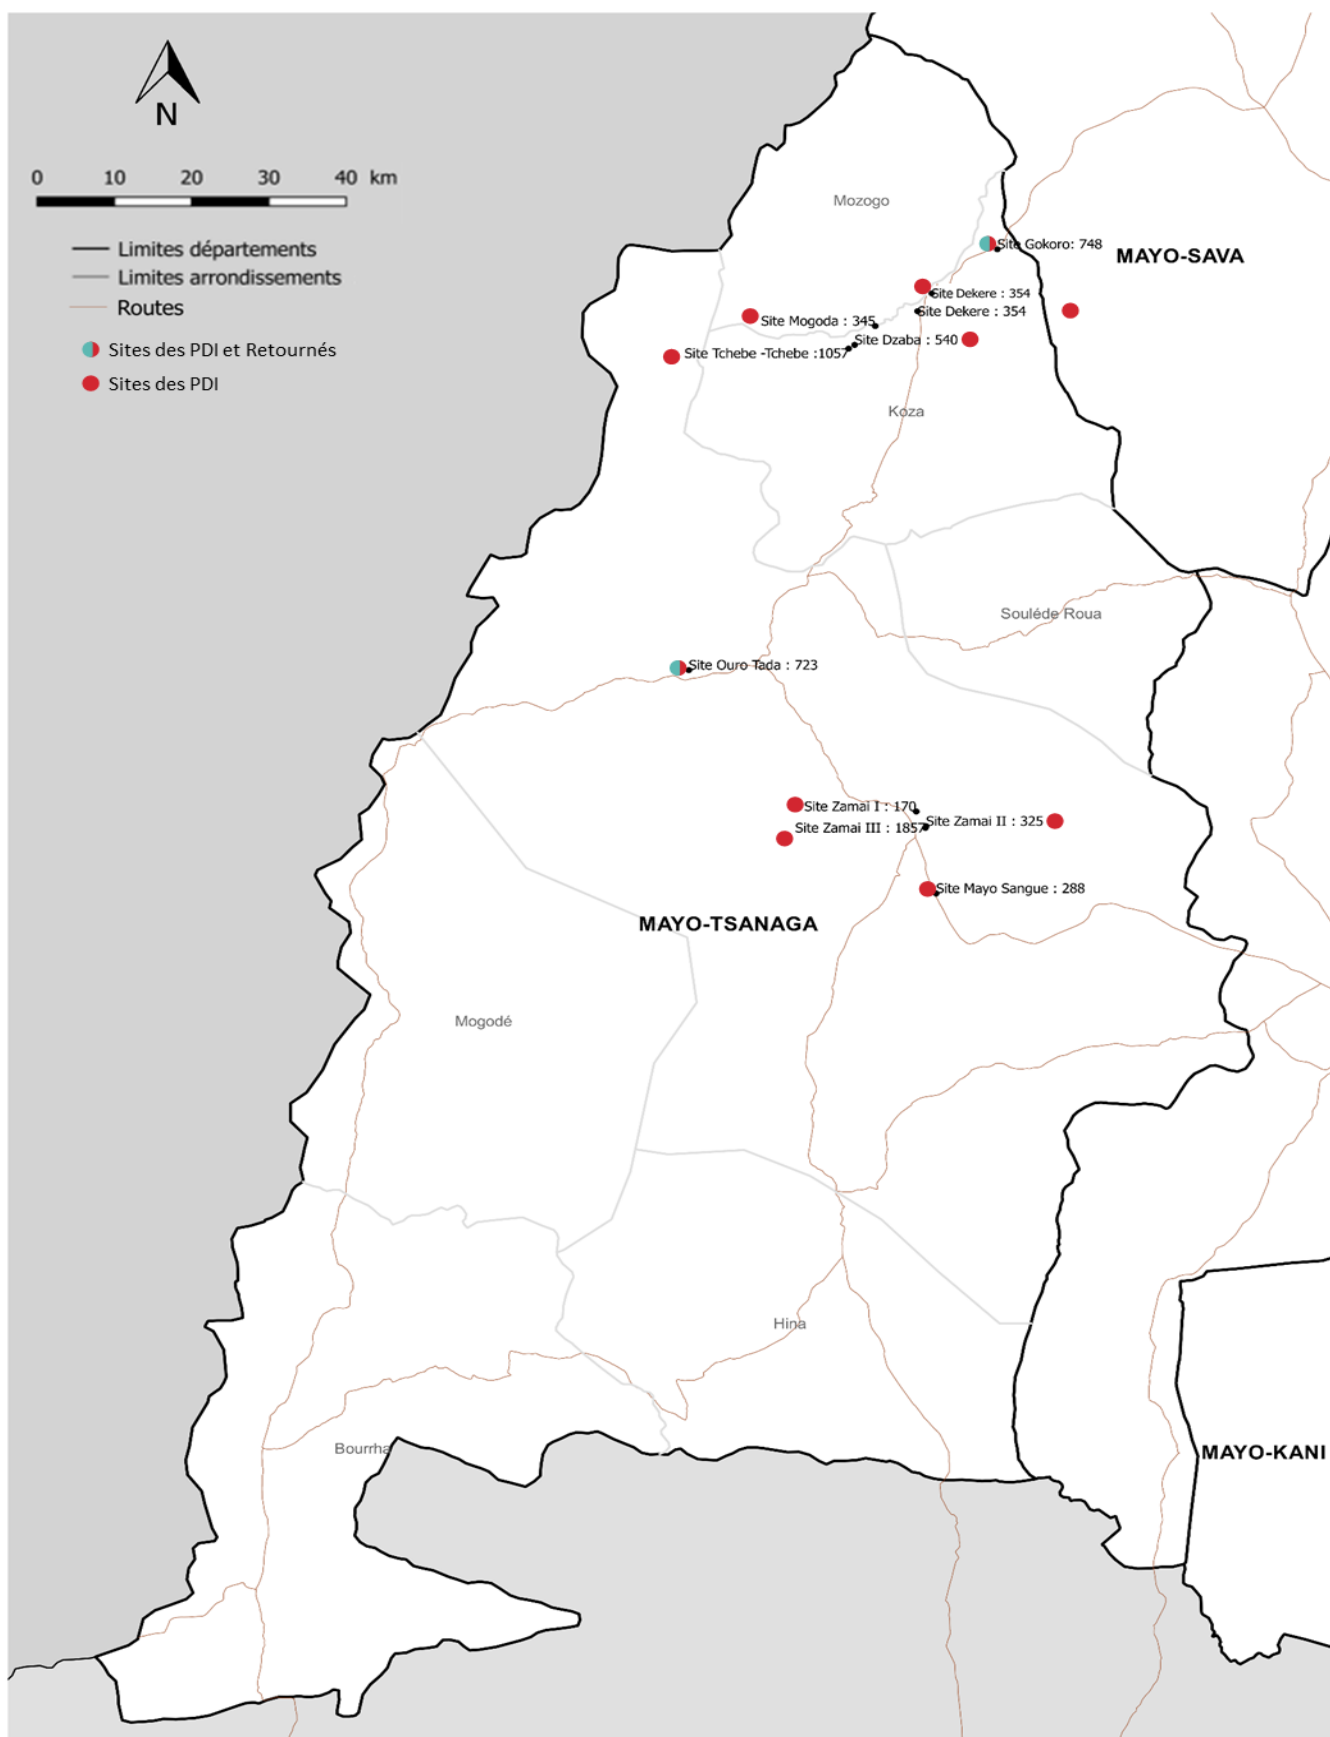 N
0 10 20 30 40 km
Limites départements
Limites arrondissements
Routes
Sites des PDI et Retournés
Sites des PDI
Mozogo
Site Gokoro: 748
MAYO-SAVA
Site Dekere : 354
Site Dekere : 354
Site Mogoda : 345
Site Dzaba : 540
Site Tchebe -Tchebe :1057
Koza
Souléde Roua
Site Ouro Tada : 723
Site Zamai I : 170
Site Zamai II : 325
Site Zamai III : 1857
Site Mayo Sangue : 288
MAYO-TSANAGA
Mogodé
Hina
Bourrha
MAYO-KANI